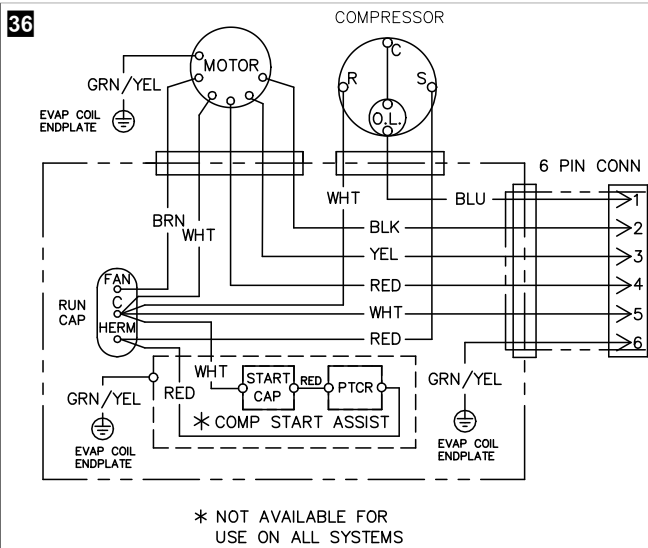 36
COMPRESSOR
MOTOR
C
R
S
O.L.
GRN/YEL
EVAP COIL
ENDPLATE
6 PIN CONN
BRN
WHT
WHT
BLU
1
BLK
2
YEL
3
RED
4
WHT
5
RED
6
RUN
CAP
FAN
C
HERM
WHT
START
CAP
RED
PTCR
RED
* COMP START ASSIST
GRN/YEL
EVAP COIL
ENDPLATE
GRN/YEL
EVAP COIL
ENDPLATE
* NOT AVAILABLE FOR
USE ON ALL SYSTEMS